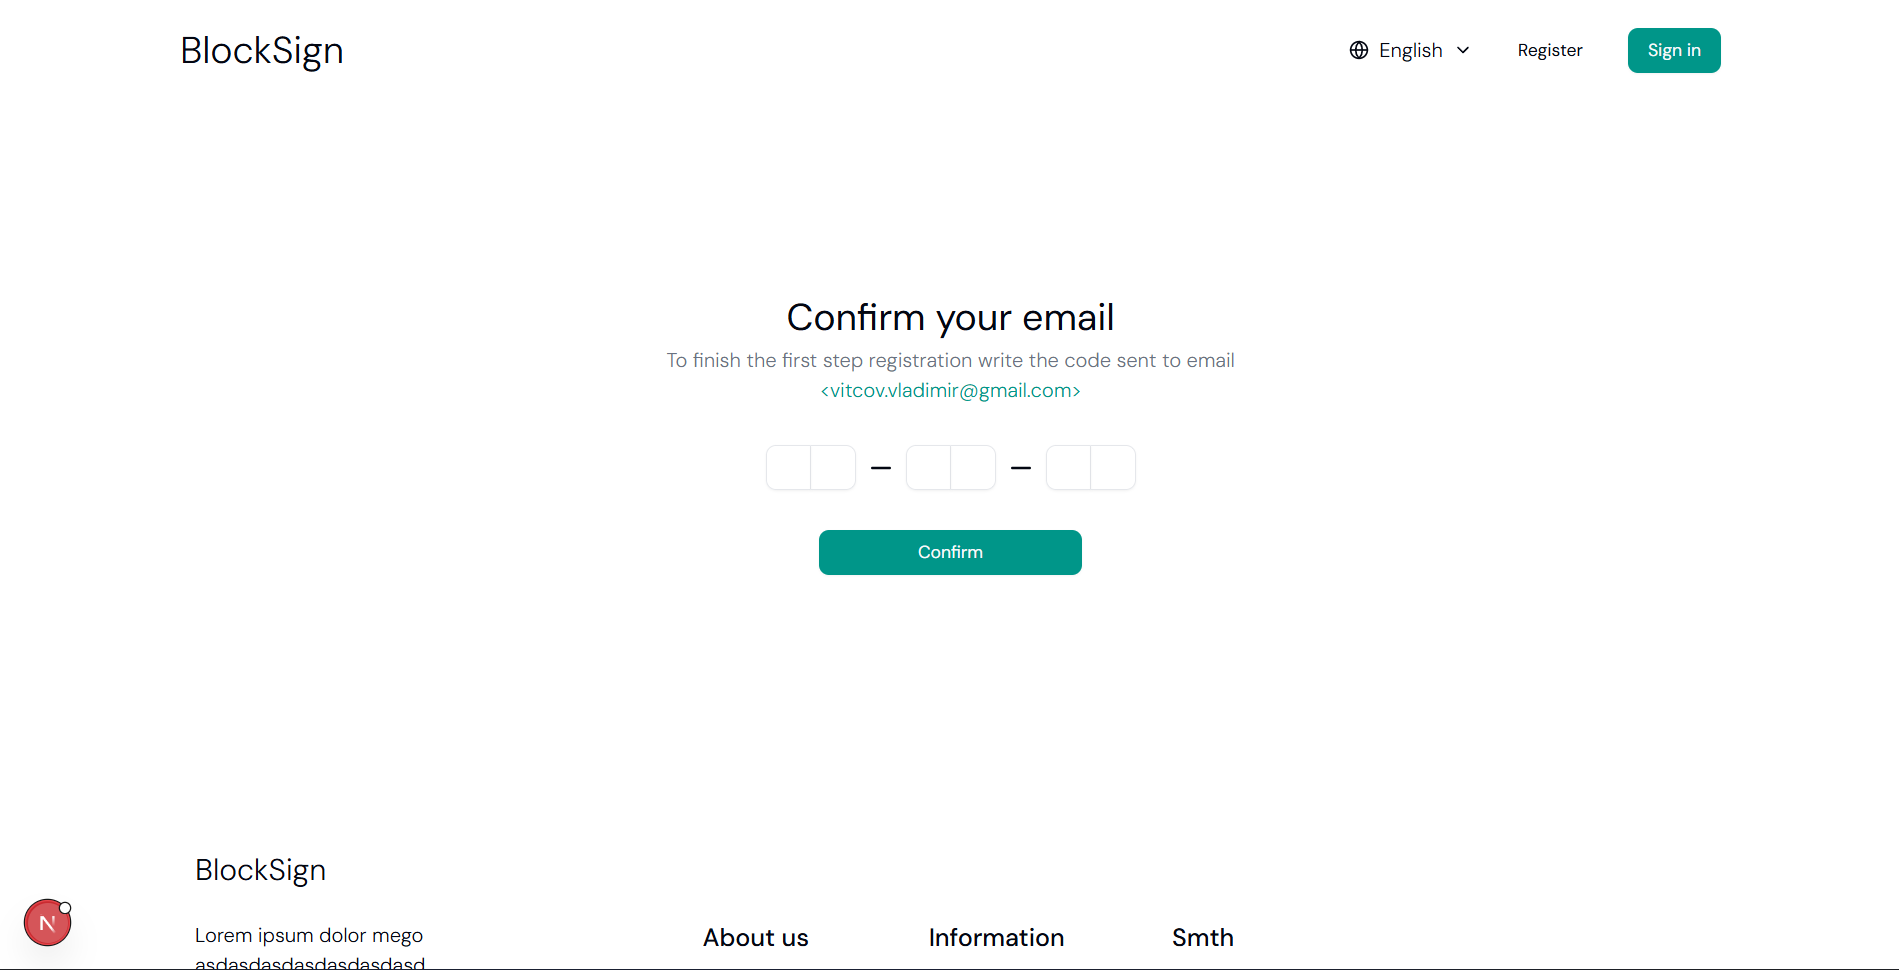 BlockSign
English
Register
Sign in
Confirm your email
To finish the first step registration write the code sent to email
<vitcov.vladimir@gmail.com>
Confirm
BlockSign
N
Lorem ipsum dolor mego
About us
Information
Smth
asdasdasdasdasdasd